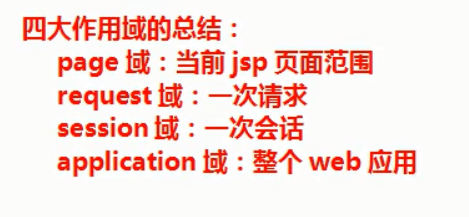 四大作用域的总结：
page 域：当前 jsp 页面范围
request 域：一次请求
session 域：一次会话
application 域：整个 web 应用